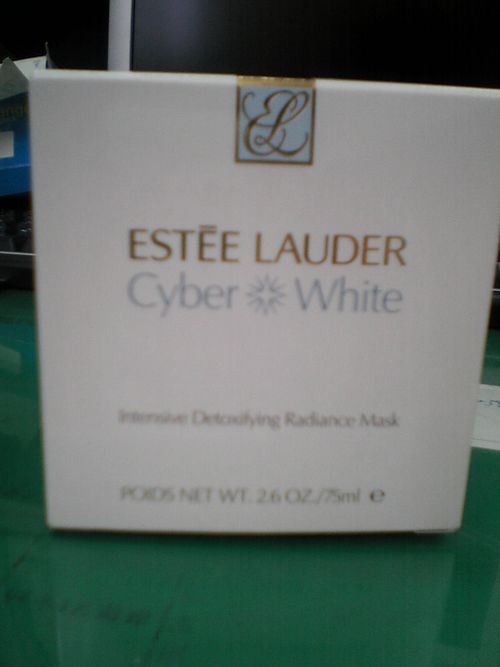 EL
ESTĒE LAUDER
Cyber White
Intensive Detoxifying Radiance Mask
POIDS NET WT. 2.6 OZ./75ml e